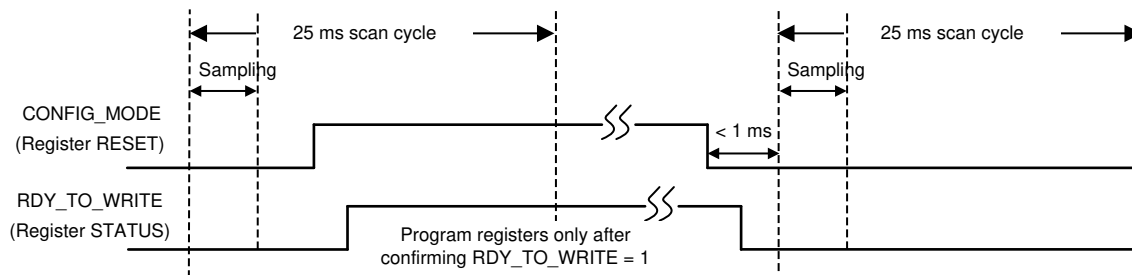 25 ms scan cycle
25 ms scan cycle
Sampling
Sampling
CONFIG_MODE
(Register RESET)
< 1 ms
RDY_TO_WRITE
(Register STATUS)
Program registers only after
confirming RDY_TO_WRITE = 1